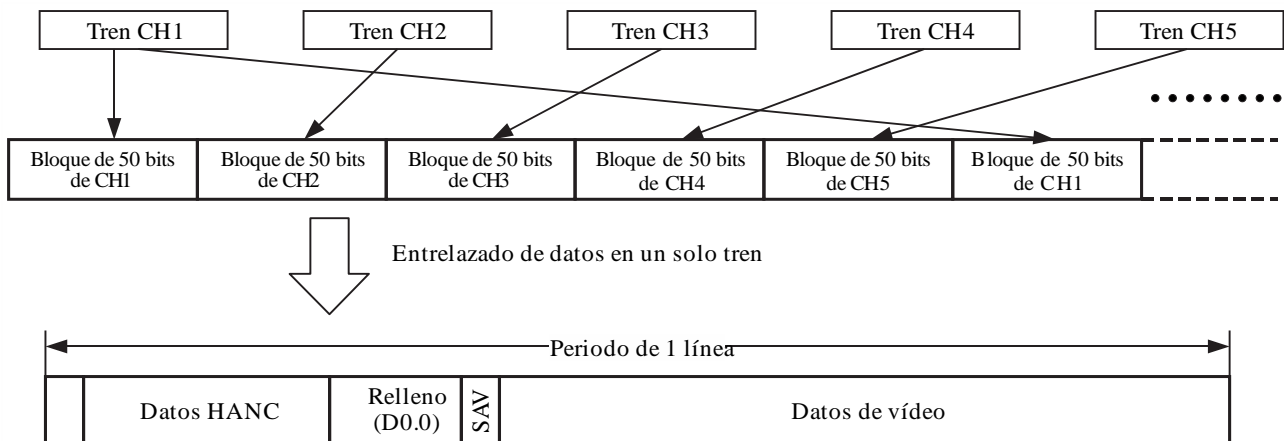 Tren CH1
Tren CH2
Tren CH3
Tren CH4
Tren CH5
Bloque de 50 bits
de CH1
Bloque de 50 bits
de CH2
Bloque de 50 bits
de CH3
Bloque de 50 bits
de CH4
Bloque de 50 bits
de CH5
Bloque de 50 bits
de CH1
Entrelazado de datos en un solo tren
Periodo de 1 línea
Datos HANC
Relleno
(D0.0)
SAV
Datos de vídeo